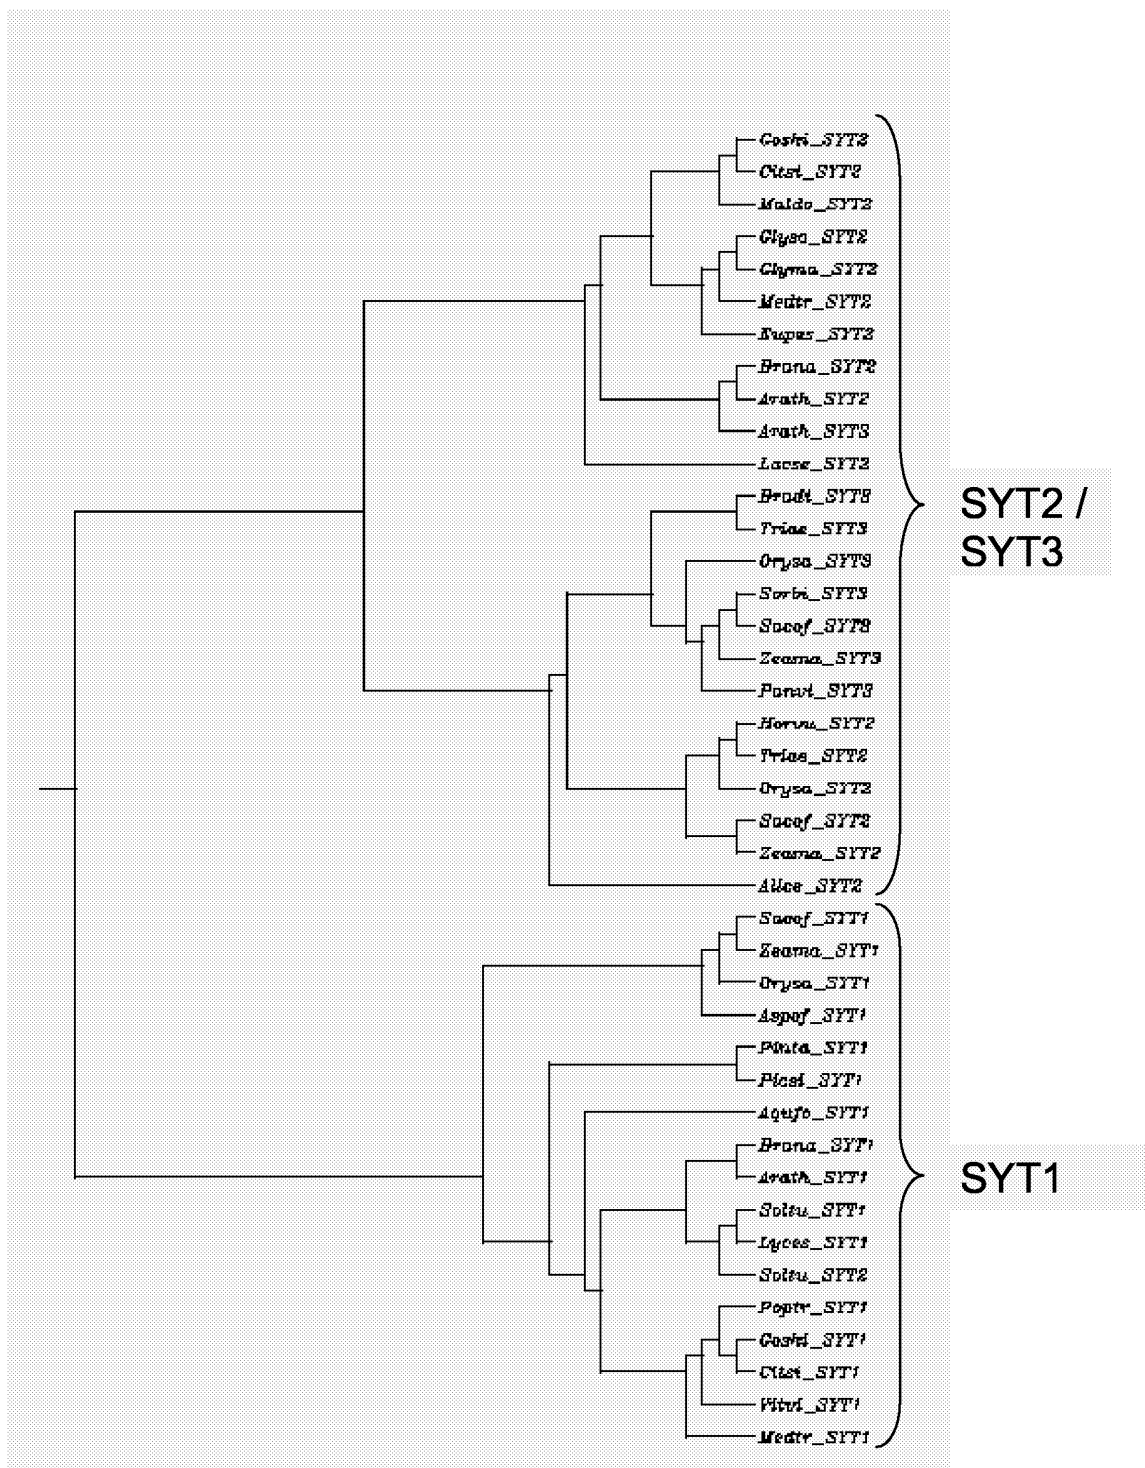 Goshi_SYT2
Citsi_SYT2
Maldo_SYT2
Glyso_SYT2
Glyma_SYT2
Medtr_SYT2
Eupes_SYT2
Brana_SYT2
Arath_SYT2
Arath_SYT3
Lacse_SYT2
Bradi_SYT3
Triae_SYT3
Orysa_SYT3
Sorbi_SYT3
Sacof_SYT3
Zeama_SYT3
Panvi_SYT3
Horvu_SYT2
Triae_SYT2
Orysa_SYT2
Sacof_SYT2
Zeama_SYT2
Allce_SYT2
SYT2 /
SYT3
Sacof_SYT1
Zeama_SYT1
Orysa_SYT1
Aspof_SYT1
Pinta_SYT1
Picsi_SYT1
Aqufo_SYT1
Brana_SYT1
Arath_SYT1
Soltu_SYT1
Lyces_SYT1
Soltu_SYT2
Poptr_SYT1
Goshi_SYT1
Citsi_SYT1
Vitvi_SYT1
Medtr_SYT1
SYT1